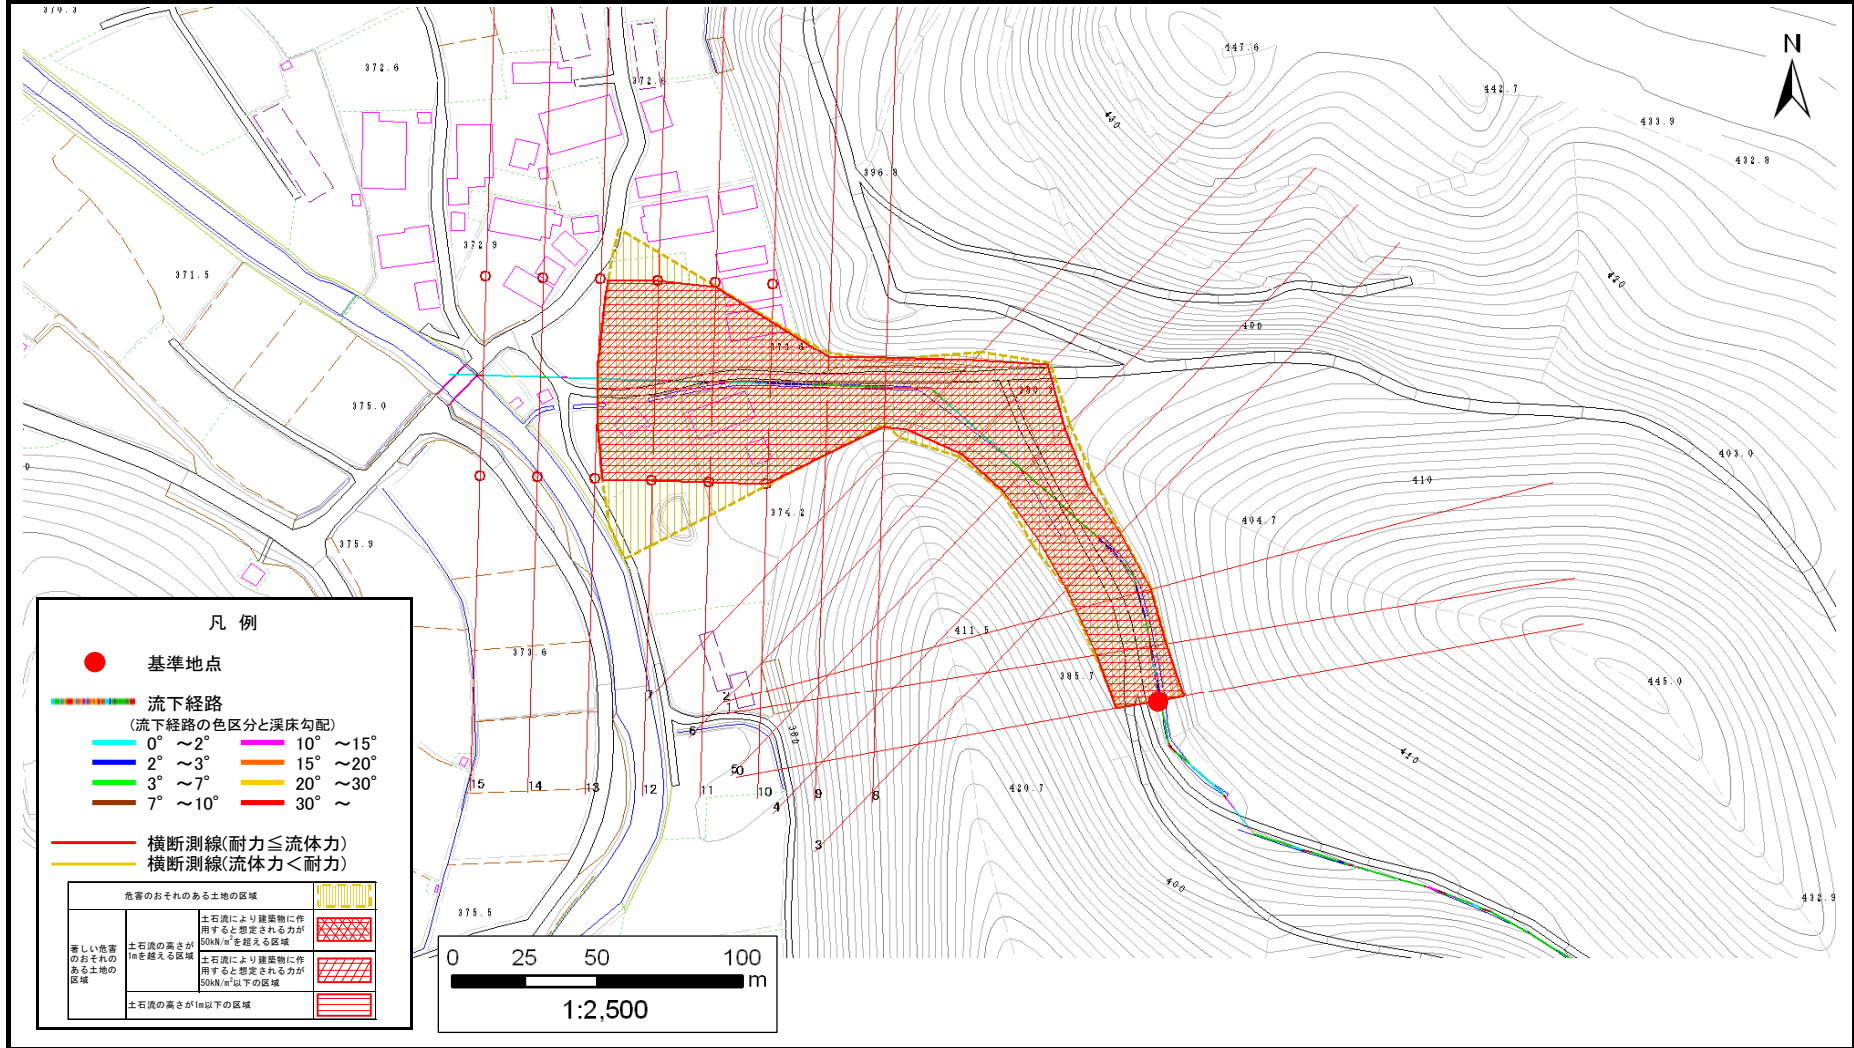 370.3
447.6
N
372.6
372.6
442.7
430
433.9
432.8
396.8
372.9
371.5
420
400
373.6
380.7
375.0
403.0
410
374.2
404.7
375.9
411.5
373.6
385.7
445.0
7
2
1
6
380
410
5
0
15
14
13
12
11
10
9
8
4
420.7
3
400
432.9
375.5
凡 例
基準地点
流下経路
(流下経路の色区分と渓床勾配)
0° ～2° 10° ～15°
2° ～3° 15° ～20°
3° ～7° 20° ～30°
7° ～10° 30° ～
横断測線(耐力≦流体力)
横断測線(流体力＜耐力)
危害のおそれのある土地の区域
著しい危害
のおそれの
ある土地の
区域
土石流の高さが
1mを越える区域
土石流により建築物に作
用すると想定される力が
50kN/m²を超える区域
土石流により建築物に作
用すると想定される力が
50kN/m²以下の区域
土石流の高さが1m以下の区域
0 25 50 100
m
1:2,500